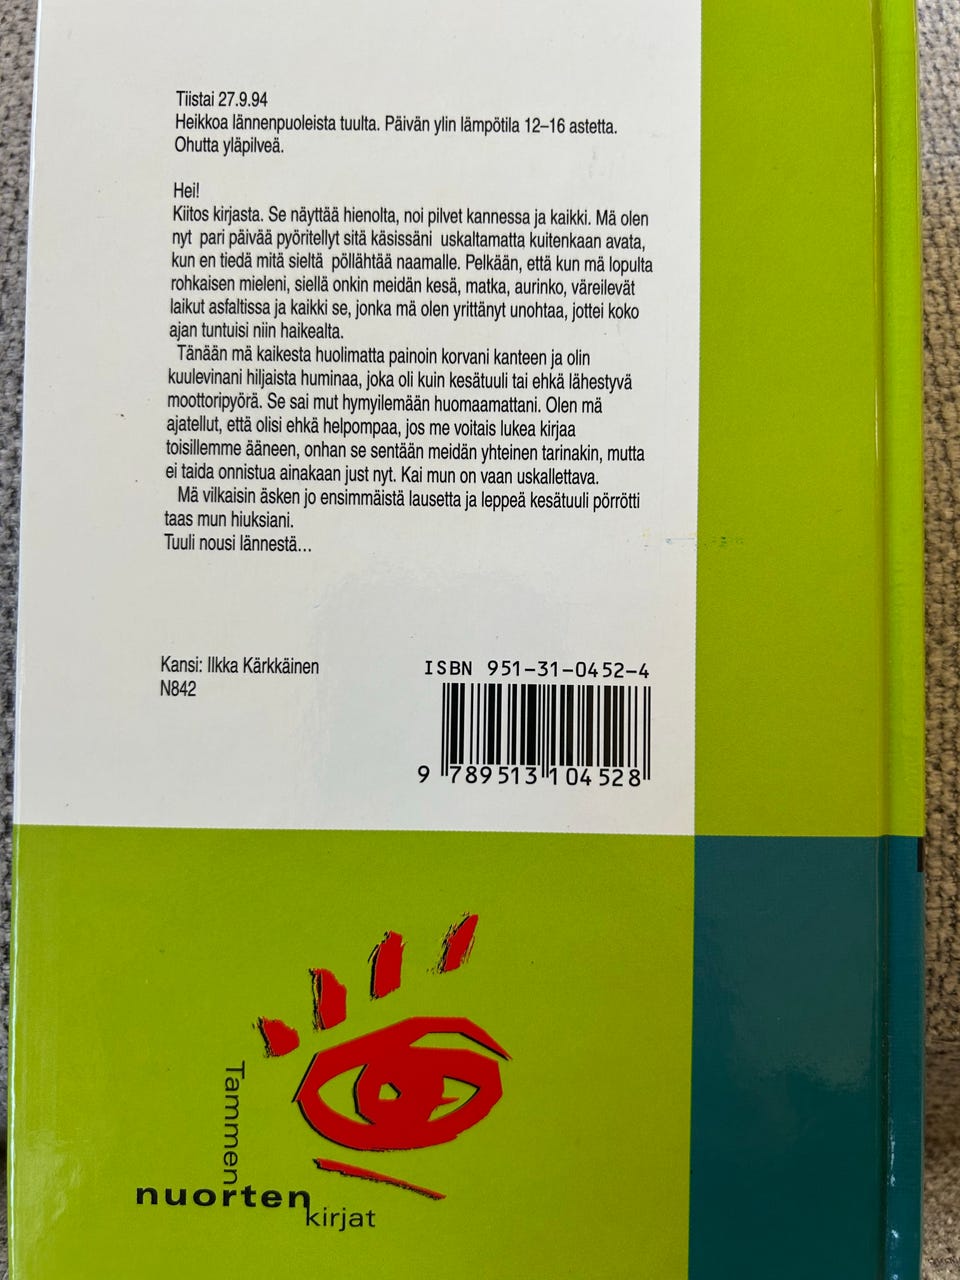 Tiistai 27.9.94
Heikkoa lännenpuoleista tuulta. Päivän ylin lämpötila 12–16 astetta.
Ohutta yläpilveä.
Hei!
Kiitos kirjasta. Se näyttää hienolta, noi pilvet kannessa ja kaikki. Mä olen
nyt pari päivää pyöritellyt sitä käsissäni uskaltamatta kuitenkaan avata,
kun en tiedä mitä sieltä pöllähtää naamalle. Pelkään, että kun mä lopulta
rohkaisen mieleni, siellä onkin meidän kesä, matka, aurinko, väreilevät
laikut asfaltissa ja kaikki se, jonka mä olen yrittänyt unohtaa, jottei koko
ajan tuntuisi niin haikealta.
Tänään mä kaikesta huolimatta painoin korvani kanteen ja olin
kuulevinani hiljaista huminaa, joka oli kuin kesätuuli tai ehkä lähestyvä
moottoripyörä. Se sai mut hymyilemään huomaamattani. Olen mä
ajatellut, että olisi ehkä helpompaa, jos me voitais lukea kirjaa
toisillemme ääneen, onhan se sentään meidän yhteinen tarinakin, mutta
ei taida onnistua ainakaan just nyt. Kai mun on vaan uskallettava.
Mä vilkaisin äsken jo ensimmäistä lausetta ja leppeä kesätuuli pörrötti
taas mun hiuksiani.
Tuuli nousi lännestä...
Kansi: Ilkka Kärkkäinen
N842
ISBN 951-31-0452-4
9 789513 104528
Tammen
nuorten
kirjat